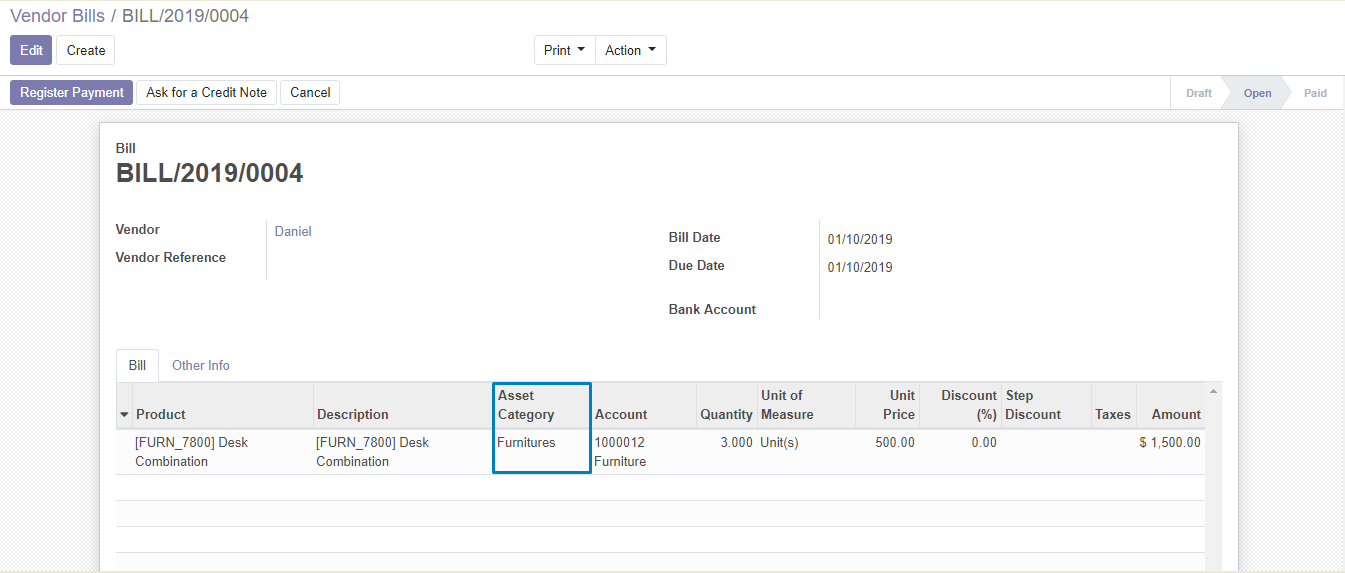 Vendor Bills / BILL/2019/0004
Edit Create Print Action
Register Payment Ask for a Credit Note Cancel Draft Open Paid
Bill
BILL/2019/0004
Vendor Daniel
Vendor Reference
Bill Date 01/10/2019
Due Date 01/10/2019
Bank Account
Bill Other Info
Asset Unit of Unit Discount Step
Product Description Category Account Quantity Measure Price (%) Discount Taxes Amount
[FURN_7800] Desk [FURN_7800] Desk Furnitures 1000012 3.000 Unit(s) 500.00 0.00 $ 1,500.00
Combination Combination Furniture